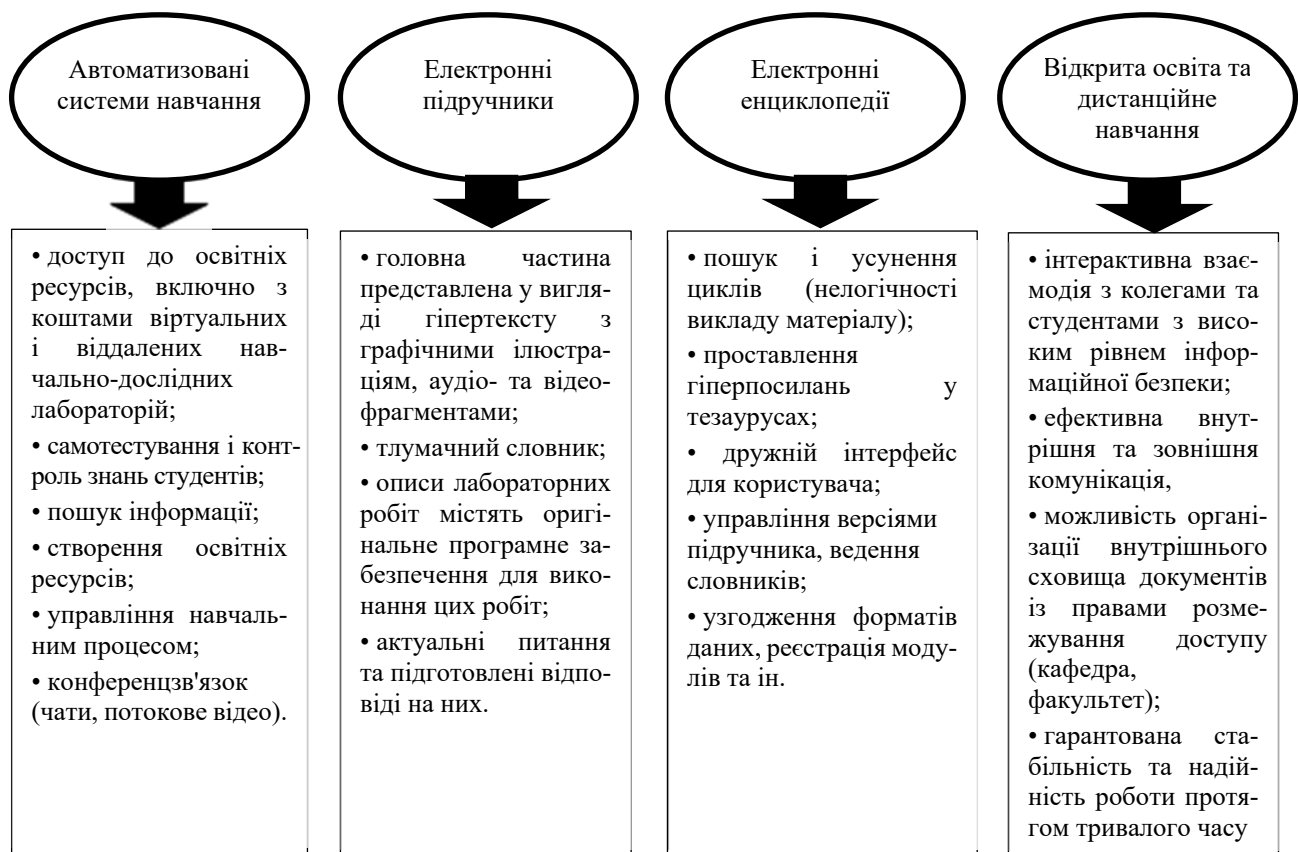 Автоматизовані
системи навчання
Електронні
підручники
Електронні
енциклопедії
Відкрита освіта та
дистанційне
навчання
• доступ до освітніх
ресурсів, включно з
коштами віртуальних
і віддалених нав-
чально-дослідних
лабораторій;
• самотестування і конт-
роль знань студентів;
• пошук інформації;
• створення освітніх
ресурсів;
• управління навчаль-
ним процесом;
• конференцзв'язок
(чати, потокове відео).
• головна частина
представлена у вигля-
ді гіпертексту з
графічними ілюстра-
ціям, аудіо- та відео-
фрагментами;
• тлумачний словник;
• описи лабораторних
робіт містять оригі-
нальне програмне за-
безпечення для вико-
нання цих робіт;
• актуальні питання
та підготовлені відпо-
віді на них.
• пошук і усунення
циклів (нелогічності
викладу матеріалу);
• проставлення
гіперпосилань у
тезаурусах;
• дружній інтерфейс
для користувача;
• управління версіями
підручника, ведення
словників;
• узгодження форматів
даних, реєстрація моду-
лів та ін.
• інтерактивна взає-
модія з колегами та
студентами з висо-
ким рівнем інфор-
маційної безпеки;
• ефективна внут-
рішня та зовнішня
комунікація,
• можливість органі-
зації внутрішнього
сховища документів
із правами розме-
жування доступу
(кафедра,
факультет);
• гарантована ста-
більність та надій-
ність роботи протя-
гом тривалого часу